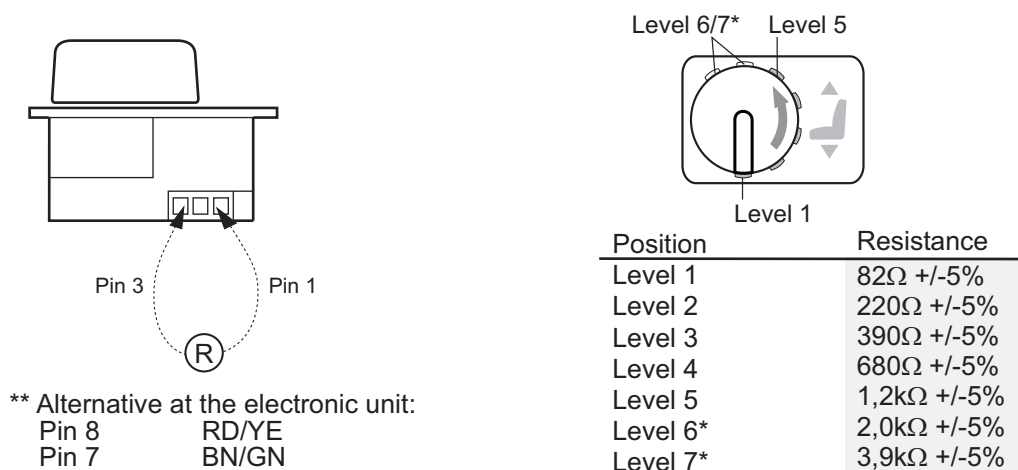 Level 6/7* Level 5
Level 1
Pin 3
Pin 1
R
** Alternative at the electronic unit:
Pin 8 RD/YE
Pin 7 BN/GN
Position Resistance
Level 1 82Ω +/-5%
Level 2 220Ω +/-5%
Level 3 390Ω +/-5%
Level 4 680Ω +/-5%
Level 5 1,2kΩ +/-5%
Level 6* 2,0kΩ +/-5%
Level 7* 3,9kΩ +/-5%